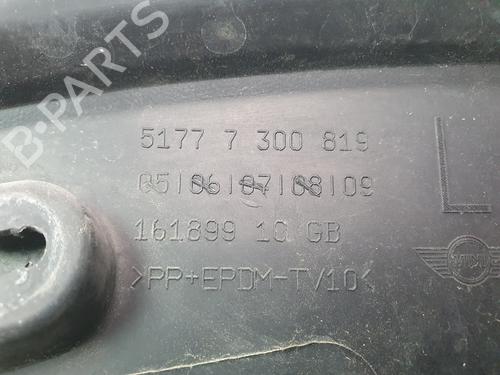 B-PARTS
5177 7 300 819
05|06|07|08|09
161899 10 GB
>PP+EPDM-TV10<
L
MINI